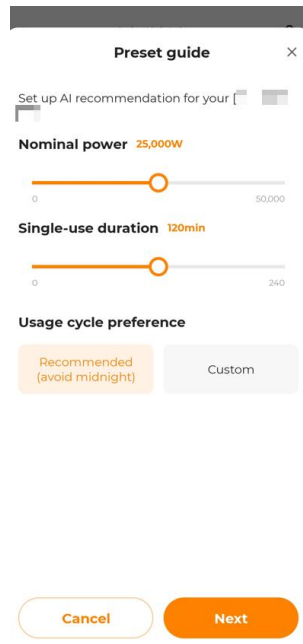 Preset guide
Set up AI recommendation for your [
Nominal power 25,000W
0 50,000
Single-use duration 120min
0 240
Usage cycle preference
Recommended
(avoid midnight)
Custom
Cancel
Next